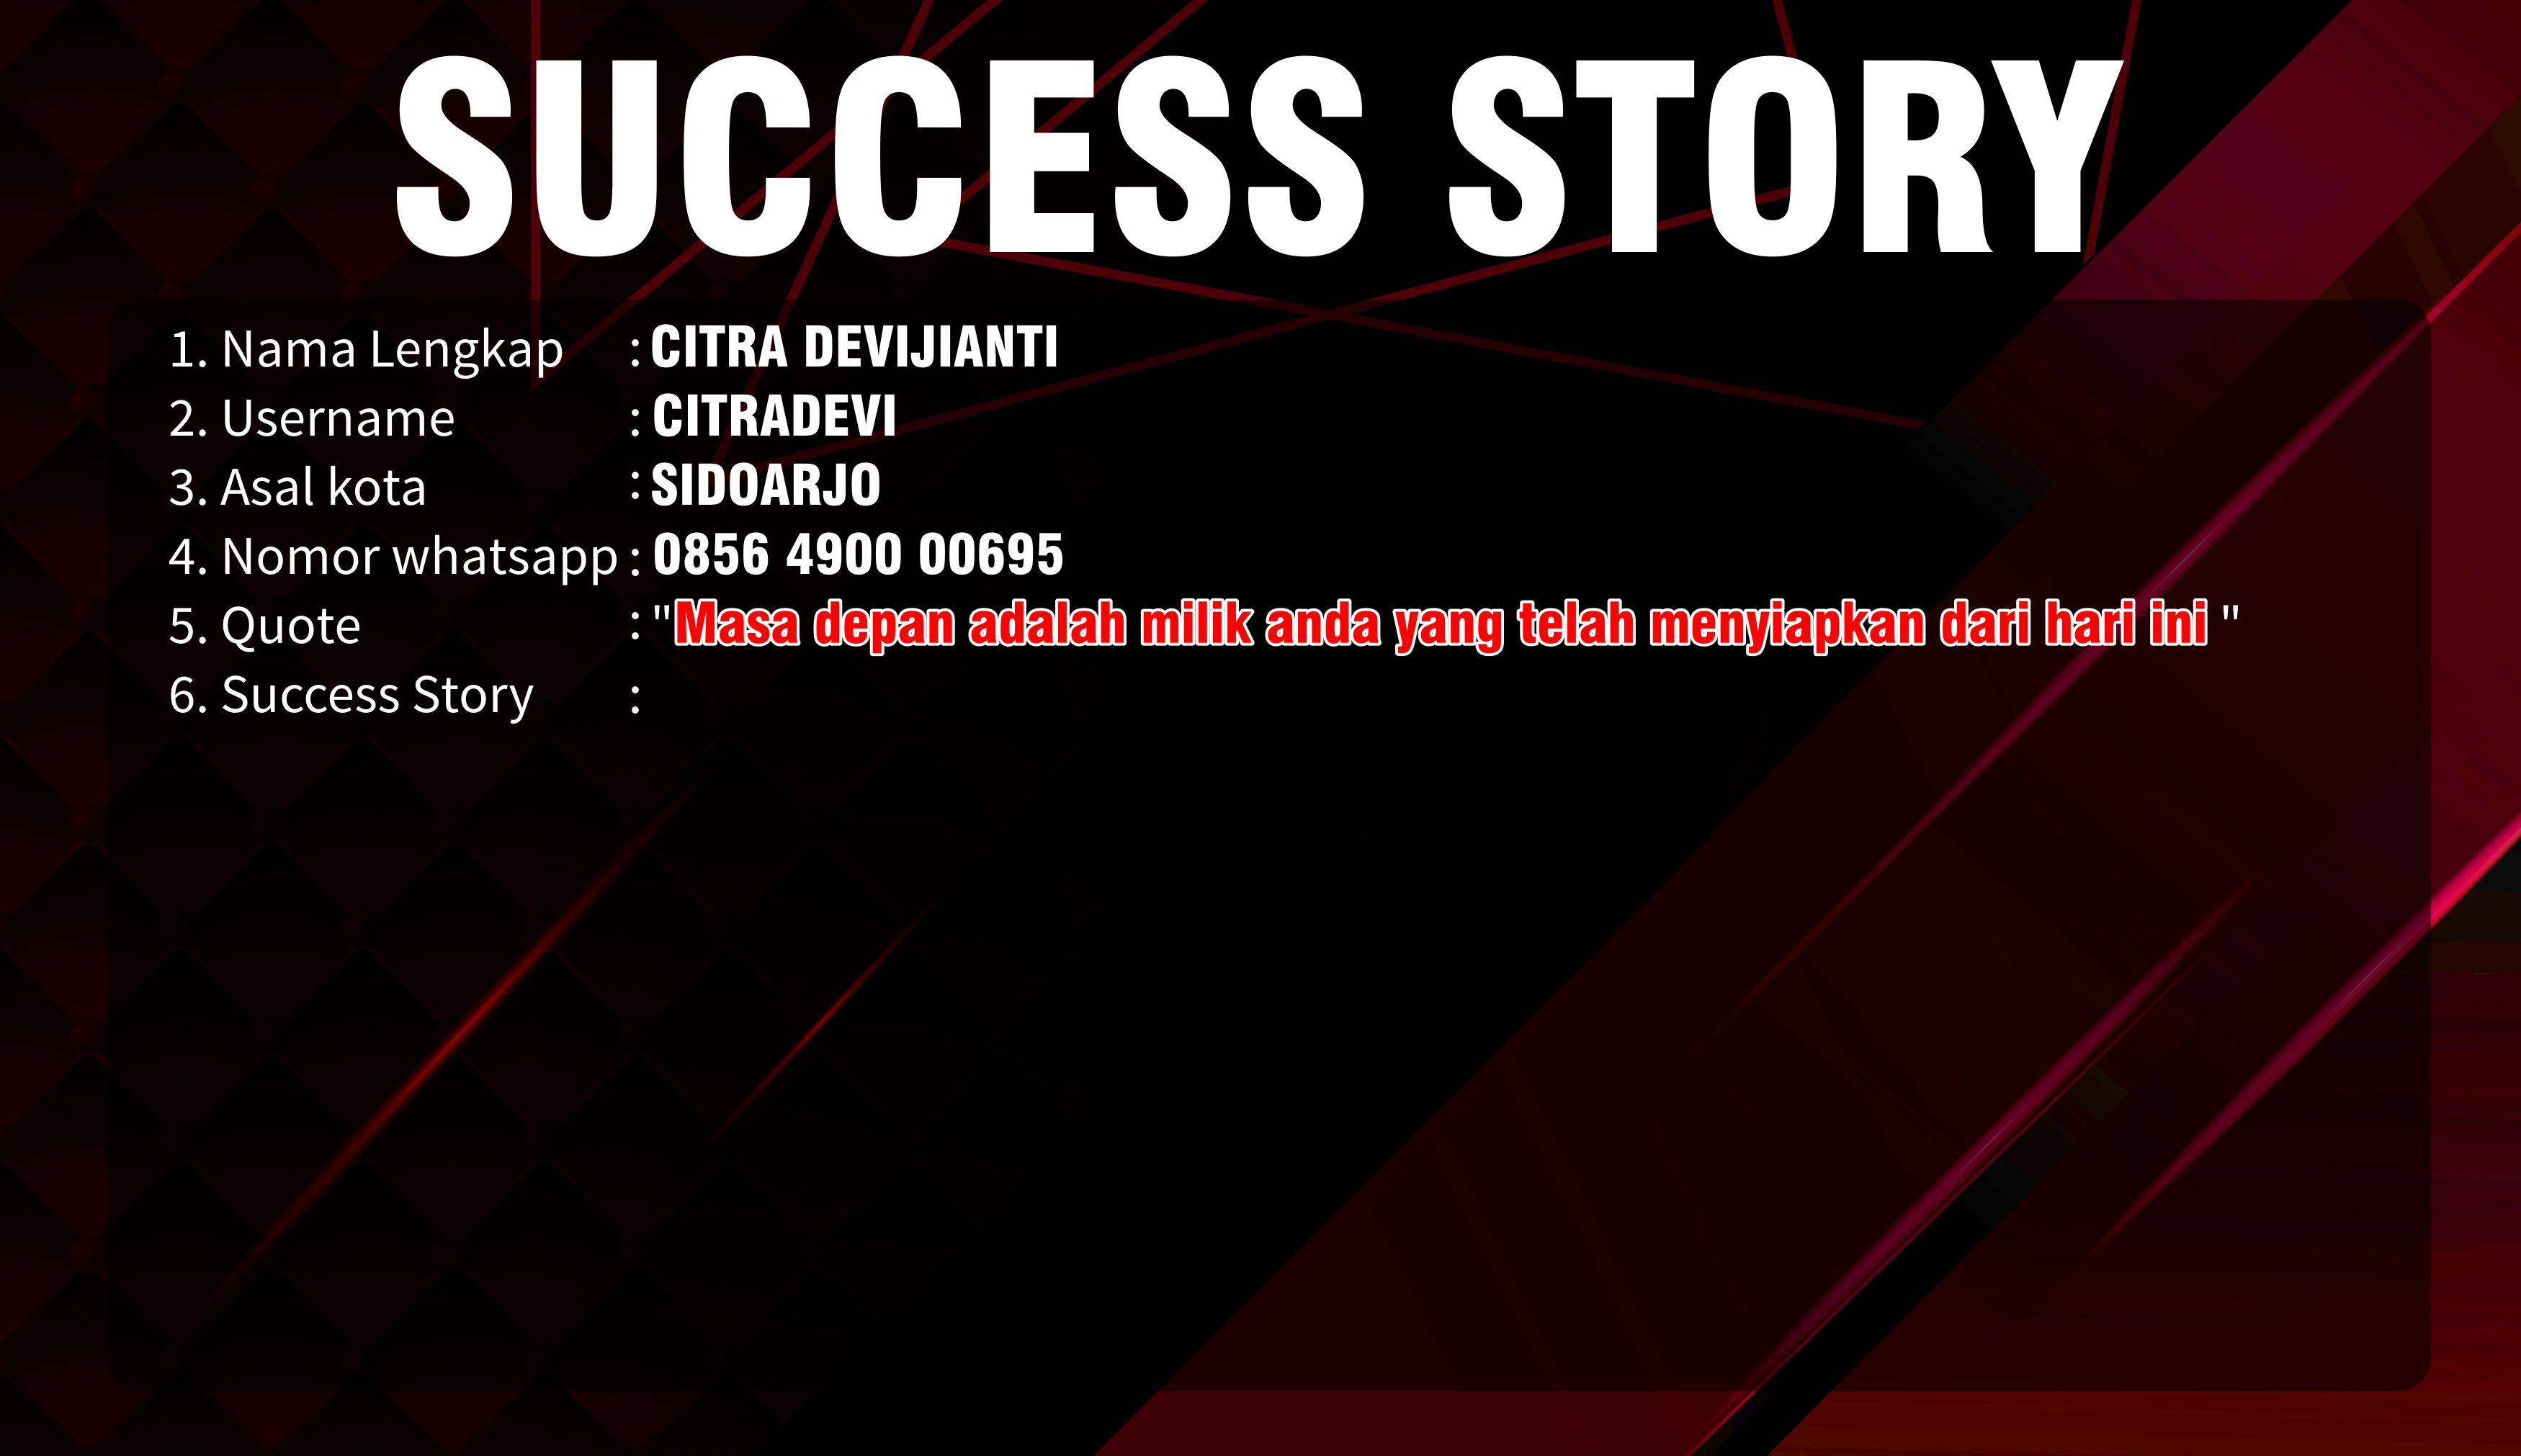 SUCCESS STORY
1. Nama Lengkap : CITRA DEVIJIANTI
2. Username : CITRADEVI
3. Asal kota : SIDOARJO
4. Nomor whatsapp : 0856 4900 00695
5. Quote : "Masa depan adalah milik anda yang telah menyiapkan dari hari ini "
6. Success Story :